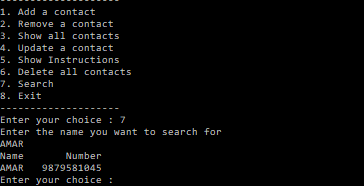 --------------------
1. Add a contact
2. Remove a contact
3. Show all contacts
4. Update a contact
5. Show Instructions
6. Delete all contacts
7. Search
8. Exit
--------------------
Enter your choice : 7
Enter the name you want to search for
AMAR
Name       Number
AMAR   9879581045
Enter your choice :